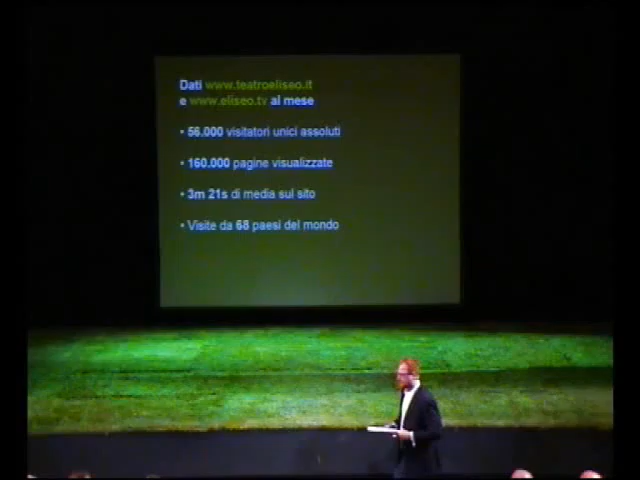 Dati www.teatroeliseo.it
e www.eliseo.tv al mese
• 56.000 visitatori unici assoluti
• 160.000 pagine visualizzate
• 3m 21s di media sul sito
• Visite da 68 paesi del mondo